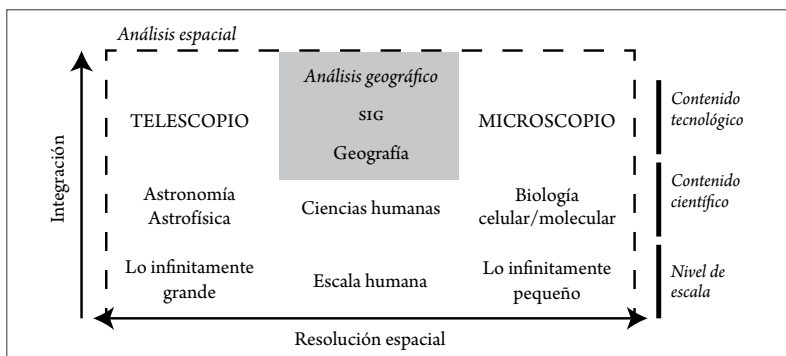 Análisis espacial
Análisis geográfico
TELESCOPIO
SIG
MICROSCOPIO
Geografía
Contenido
tecnológico
Astronomía
Astrofísica
Ciencias humanas
Biología
celular/molecular
Contenido
científico
Lo infinitamente
grande
Escala humana
Lo infinitamente
pequeño
Nivel de
escala
Integración
Resolución espacial